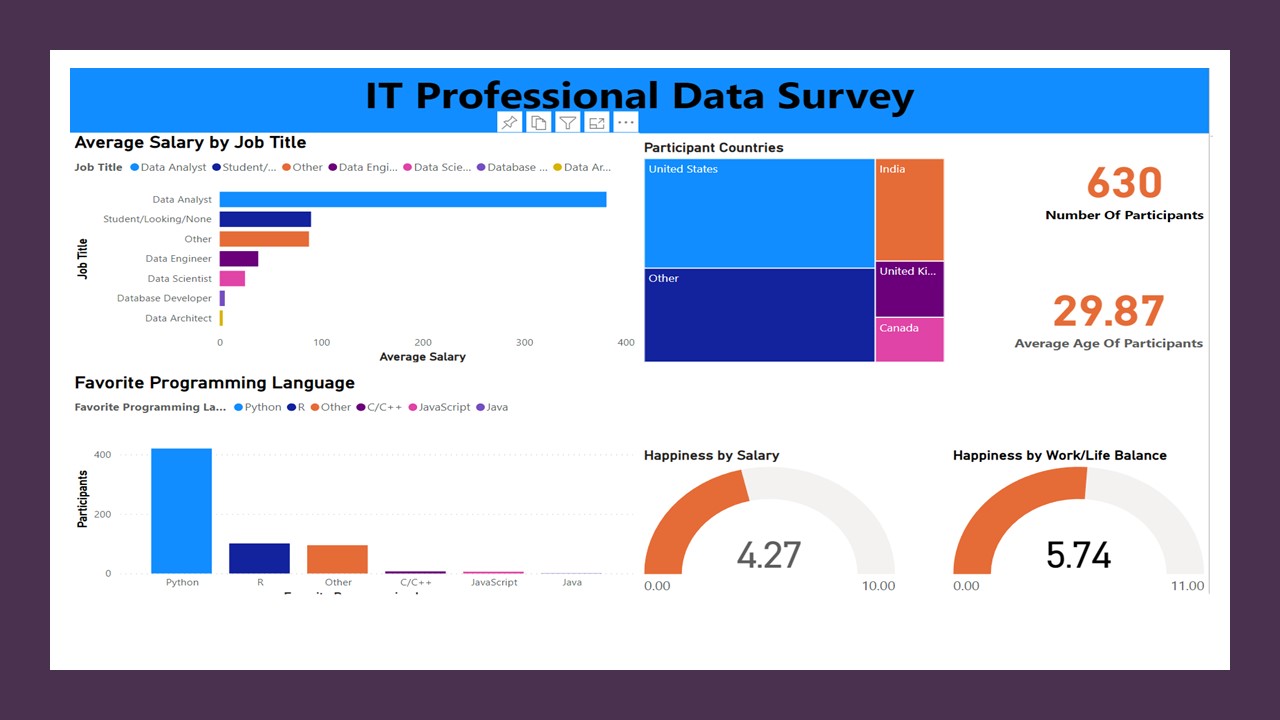 IT Professional Data Survey
Average Salary by Job Title
Job Title Data Analyst Student/... Other Data Engi... Data Scie... Database ... Data Ar...
Job Title
Data Analyst
Student/Looking/None
Other
Data Engineer
Data Scientist
Database Developer
Data Architect
0 100 200 300 400
Average Salary
Participant Countries
United States
India
Other
United Ki...
Canada
630
Number Of Participants
29.87
Average Age Of Participants
Favorite Programming Language
Favorite Programming La... Python R Other C/C++ JavaScript Java
Participants
400
200
0
Python R Other C/C++ JavaScript Java
Happiness by Salary
4.27
0.00 10.00
Happiness by Work/Life Balance
5.74
0.00 11.00